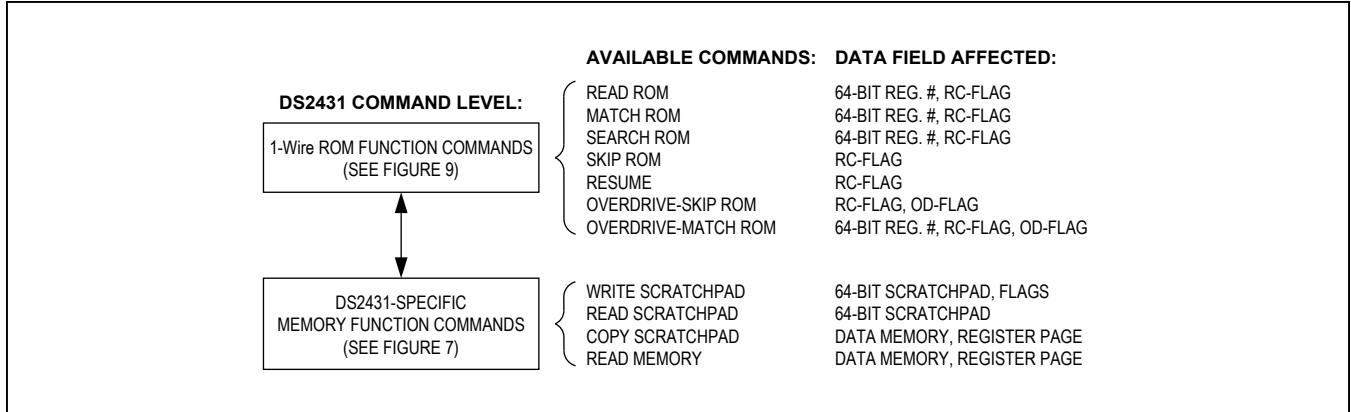 AVAILABLE COMMANDS: DATA FIELD AFFECTED:
DS2431 COMMAND LEVEL:
1-Wire ROM FUNCTION COMMANDS
(SEE FIGURE 9)
READ ROM 64-BIT REG. #, RC-FLAG
MATCH ROM 64-BIT REG. #, RC-FLAG
SEARCH ROM 64-BIT REG. #, RC-FLAG
SKIP ROM RC-FLAG
RESUME RC-FLAG
OVERDRIVE-SKIP ROM RC-FLAG, OD-FLAG
OVERDRIVE-MATCH ROM 64-BIT REG. #, RC-FLAG, OD-FLAG
DS2431-SPECIFIC
MEMORY FUNCTION COMMANDS
(SEE FIGURE 7)
WRITE SCRATCHPAD 64-BIT SCRATCHPAD, FLAGS
READ SCRATCHPAD 64-BIT SCRATCHPAD
COPY SCRATCHPAD DATA MEMORY, REGISTER PAGE
READ MEMORY DATA MEMORY, REGISTER PAGE